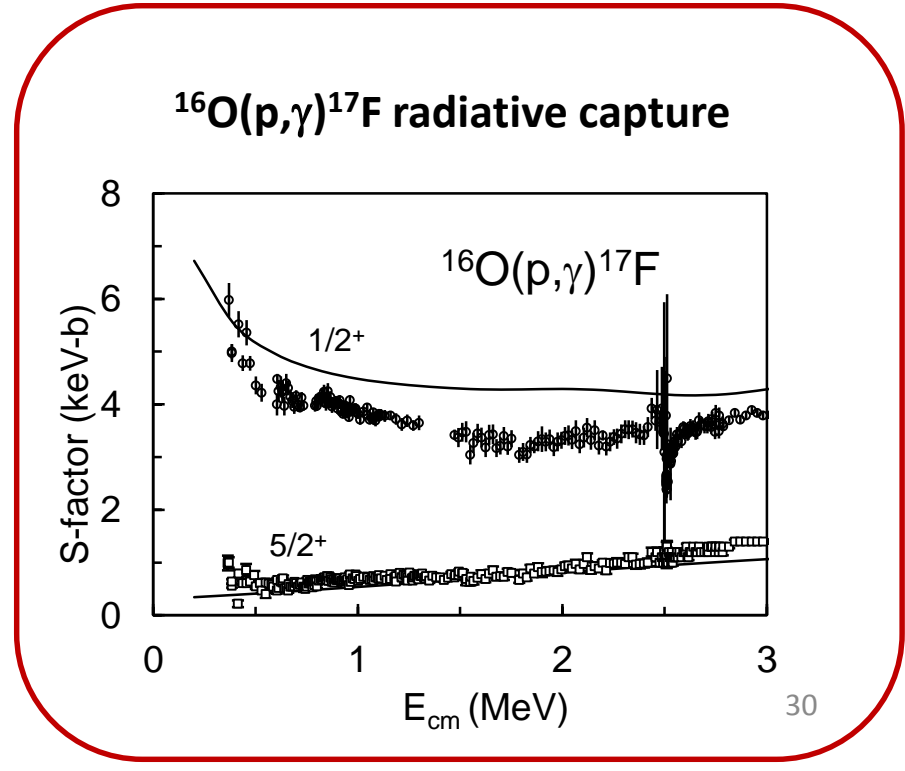 ¹⁶O(p,γ)¹⁷F radiative capture
8
6
4
2
0
S-factor (keV-b)
¹⁶O(p,γ)¹⁷F
1/2⁺
5/2⁺
0 1 2 3
E_cm (MeV)
30